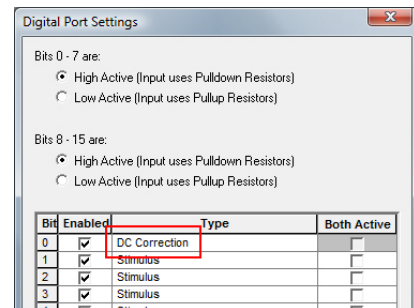 Digital Port Settings
Bits 0 - 7 are:
High Active (Input uses Pulldown Resistors)
Low Active (Input uses Pullup Resistors)
Bits 8 - 15 are:
High Active (Input uses Pulldown Resistors)
Low Active (Input uses Pullup Resistors)
Bit Enabled Type Both Active
0 DC Correction
1 Stimulus
2 Stimulus
3 Stimulus